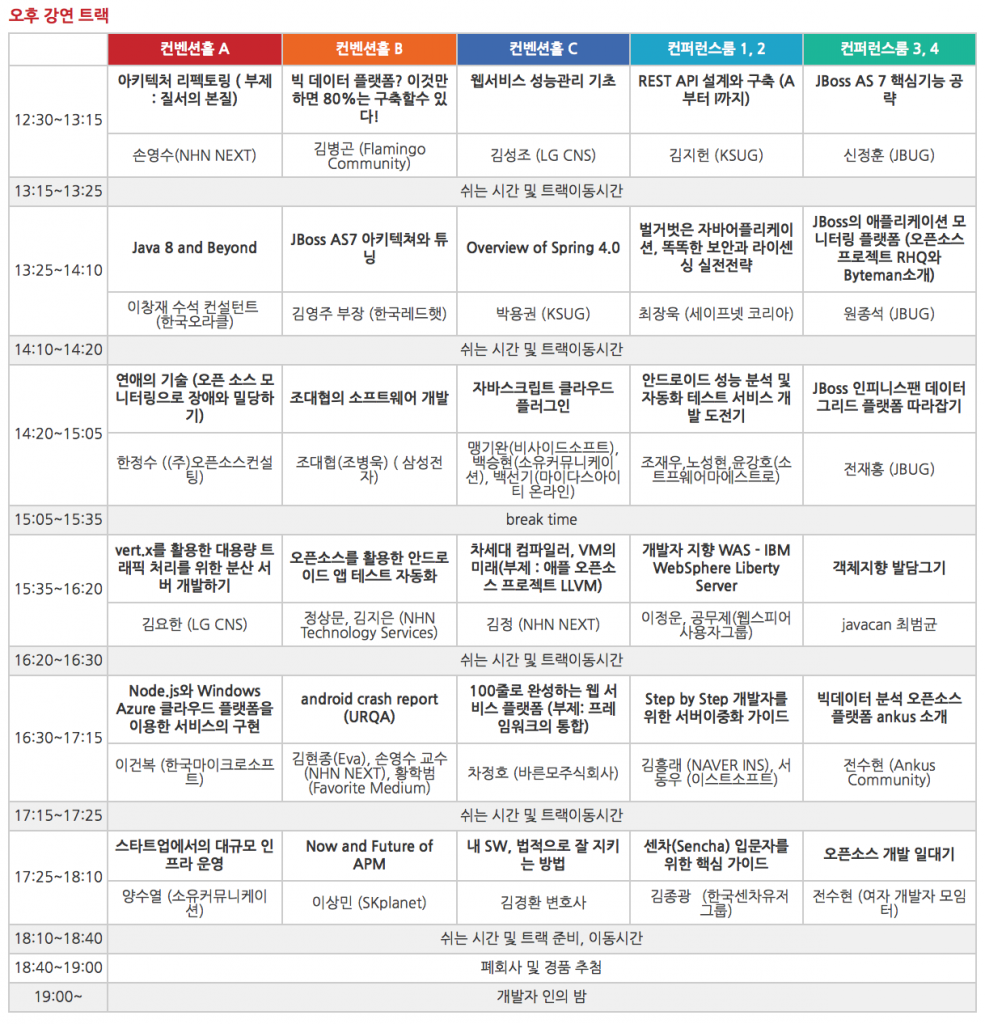 오후 강연 트랙
컨벤션홀 A
컨벤션홀 B
컨벤션홀 C
컨퍼런스룸 1, 2
컨퍼런스룸 3, 4
12:30~13:15
아키텍처 리펙토링 ( 부제
: 질서의 본질)
빅 데이터 플랫폼? 이것만
하면 80%는 구축할수 있
다!
웹서비스 성능관리 기초
REST API 설계와 구축 (A
부터 I까지)
JBoss AS 7 핵심기능 공
략
손영수(NHN NEXT)
김병곤 (Flamingo
Community)
김성조 (LG CNS)
김지헌 (KSUG)
신정훈 (JBUG)
13:15~13:25
쉬는 시간 및 트랙이동시간
13:25~14:10
Java 8 and Beyond
JBoss AS7 아키텍쳐와 튜
닝
Overview of Spring 4.0
벌거벗은 자바어플리케이
션, 똑똑한 보안과 라이센
싱 실전전략
JBoss의 애플리케이션 모
니터링 플랫폼 (오픈소스
프로젝트 RHQ와
Byteman소개)
이창재 수석 컨설턴트
(한국오라클)
김영주 부장 (한국레드햇)
박용권 (KSUG)
최장욱 (세이프넷 코리아)
원종석 (JBUG)
14:10~14:20
쉬는 시간 및 트랙이동시간
14:20~15:05
연애의 기술 (오픈 소스 모
니터링으로 장애와 밀당하
기)
조대협의 소프트웨어 개발
자바스크립트 클라우드
플러그인
안드로이드 성능 분석 및
자동화 테스트 서비스 개
발 도전기
JBoss 인피니스팬 데이터
그리드 플랫폼 따라잡기
한정수 ((주)오픈소스컨설
팅)
조대협(조병욱) ( 삼성전
자)
맹기완(비사이드소프트),
백승현(소유커뮤니케이
션), 백선기(마이다스아이
티 온라인)
조재우,노성현,윤강호(소
트프웨어마에스트로)
전재홍 (JBUG)
15:05~15:35
break time
15:35~16:20
vert.x를 활용한 대용량 트
래픽 처리를 위한 분산 서
버 개발하기
오픈소스를 활용한 안드로
이드 앱 테스트 자동화
차세대 컴파일러, VM의
미래(부제 : 애플 오픈소
스 프로젝트 LLVM)
개발자 지향 WAS - IBM
WebSphere Liberty
Server
객체지향 발담그기
김요한 (LG CNS)
정상문, 김지은 (NHN
Technology Services)
김정 (NHN NEXT)
이정운, 공무제(웹스피어
사용자그룹)
javacan 최범균
16:20~16:30
쉬는 시간 및 트랙이동시간
16:30~17:15
Node.js와 Windows
Azure 클라우드 플랫폼을
이용한 서비스의 구현
android crash report
(URQA)
100줄로 완성하는 웹 서
비스 플랫폼 (부제: 프레
임워크의 통합)
Step by Step 개발자를
위한 서버이중화 가이드
빅데이터 분석 오픈소스
플랫폼 ankus 소개
이건복 (한국마이크로소프
트)
김현종(Eva), 손영수 교수
(NHN NEXT), 황학범
(Favorite Medium)
차정호 (바른모주식회사)
김흥래 (NAVER INS), 서
동우 (이스트소프트)
전수현 (Ankus
Community)
17:15~17:25
쉬는 시간 및 트랙이동시간
17:25~18:10
스타트업에서의 대규모 인
프라 운영
Now and Future of
APM
내 SW, 법적으로 잘 지키
는 방법
센차(Sencha) 입문자를
위한 핵심 가이드
오픈소스 개발 일대기
양수열 (소유커뮤니케이
션)
이상민 (SKplanet)
김경환 변호사
김종광 (한국센차유저
그룹)
전수현 (여자 개발자 모임
터)
18:10~18:40
쉬는 시간 및 트랙 준비, 이동시간
18:40~19:00
폐회사 및 경품 추첨
19:00~
개발자 인의 밤